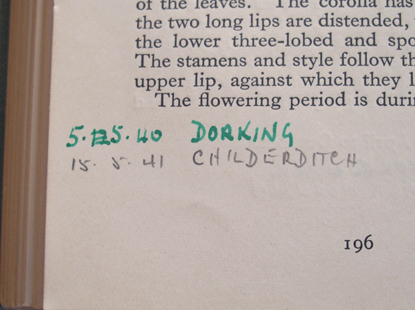 of the leaves. The corolla has
the two long lips are distended,
the lower three-lobed and spo
The stamens and style follow th
upper lip, against which they l
The flowering period is duri
5.5.40 DORKING
15.5.41 CHILDERDITCH
196